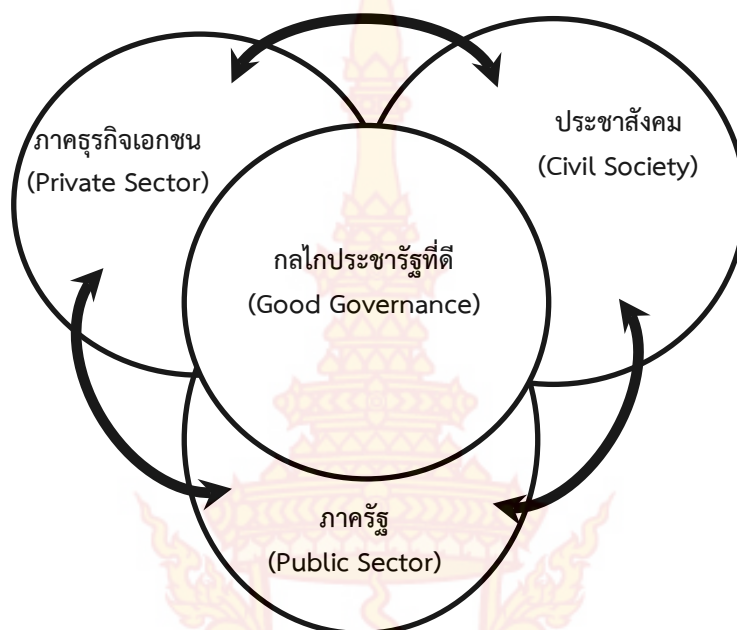 ภาคธุรกิจเอกชน
(Private Sector)
ประชาสังคม
(Civil Society)
กลไกประชารัฐที่ดี
(Good Governance)
ภาครัฐ
(Public Sector)